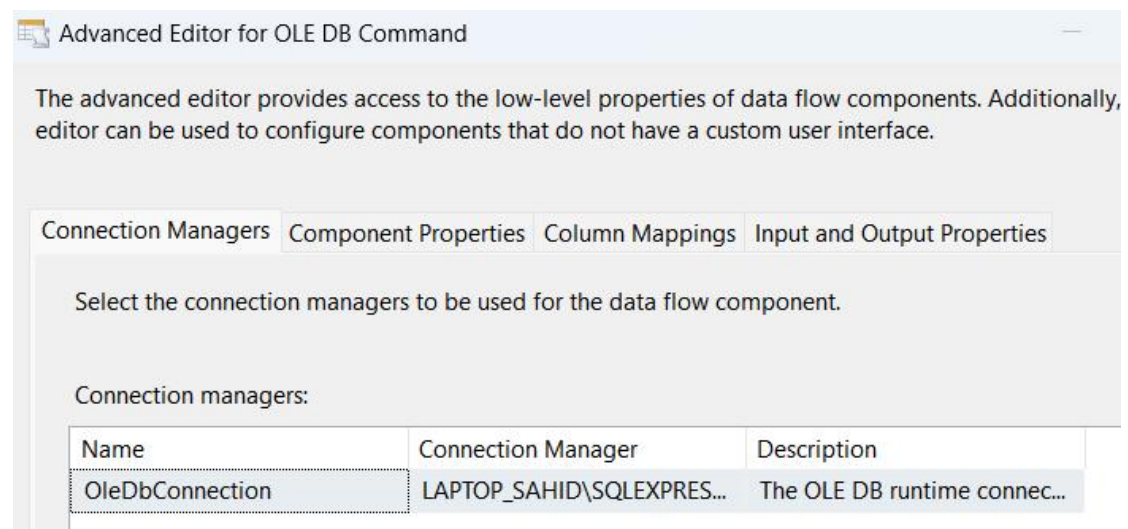 Advanced Editor for OLE DB Command
The advanced editor provides access to the low-level properties of data flow components. Additionally,
editor can be used to configure components that do not have a custom user interface.
Connection Managers Component Properties Column Mappings Input and Output Properties
Select the connection managers to be used for the data flow component.
Connection managers:
Name Connection Manager Description
OleDbConnection LAPTOP_SAHID\SQLEXPRES... The OLE DB runtime connec...